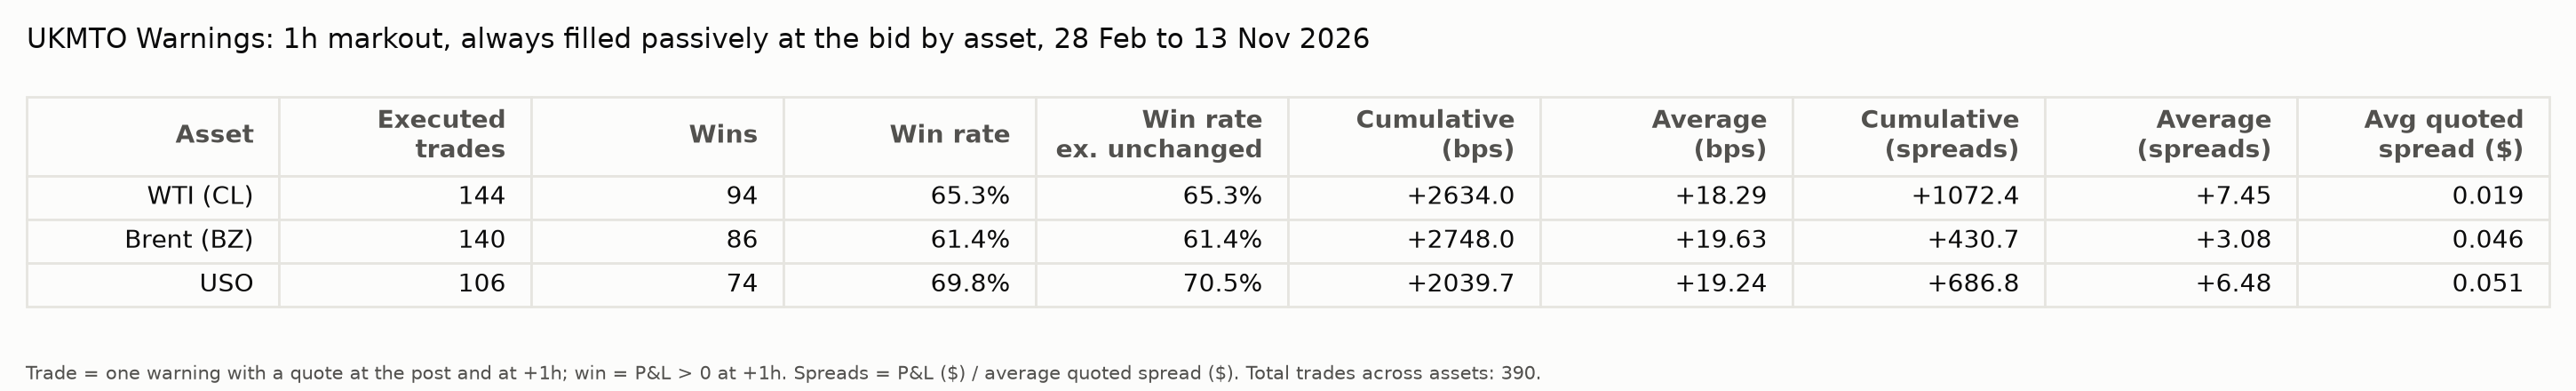 UKMTO Warnings: 1h markout, always filled passively at the bid by asset, 28 Feb to 13 Nov 2026
Asset Executed trades Wins Win rate Win rate ex. unchanged Cumulative (bps) Average (bps) Cumulative (spreads) Average (spreads) Avg quoted spread ($)
WTI (CL) 144 94 65.3% 65.3% +2634.0 +18.29 +1072.4 +7.45 0.019
Brent (BZ) 140 86 61.4% 61.4% +2748.0 +19.63 +430.7 +3.08 0.046
USO 106 74 69.8% 70.5% +2039.7 +19.24 +686.8 +6.48 0.051
Trade = one warning with a quote at the post and at +1h; win = P&L > 0 at +1h. Spreads = P&L ($) / average quoted spread ($). Total trades across assets: 390.